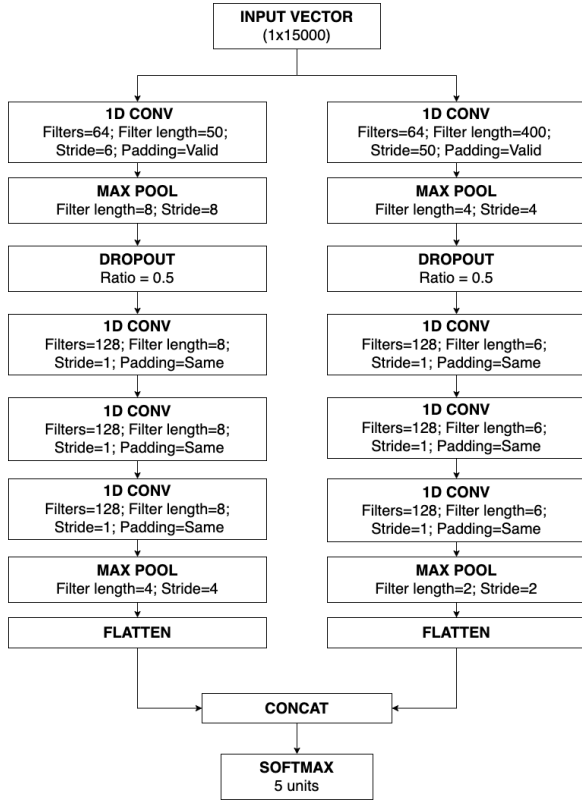 INPUT VECTOR
(1x15000)
1D CONV
Filters=64; Filter length=50;
Stride=6; Padding=Valid
MAX POOL
Filter length=8; Stride=8
DROPOUT
Ratio = 0.5
1D CONV
Filters=128; Filter length=8;
Stride=1; Padding=Same
1D CONV
Filters=128; Filter length=8;
Stride=1; Padding=Same
1D CONV
Filters=128; Filter length=8;
Stride=1; Padding=Same
MAX POOL
Filter length=4; Stride=4
FLATTEN
1D CONV
Filters=64; Filter length=400;
Stride=50; Padding=Valid
MAX POOL
Filter length=4; Stride=4
DROPOUT
Ratio = 0.5
1D CONV
Filters=128; Filter length=6;
Stride=1; Padding=Same
1D CONV
Filters=128; Filter length=6;
Stride=1; Padding=Same
1D CONV
Filters=128; Filter length=6;
Stride=1; Padding=Same
MAX POOL
Filter length=2; Stride=2
FLATTEN
CONCAT
SOFTMAX
5 units